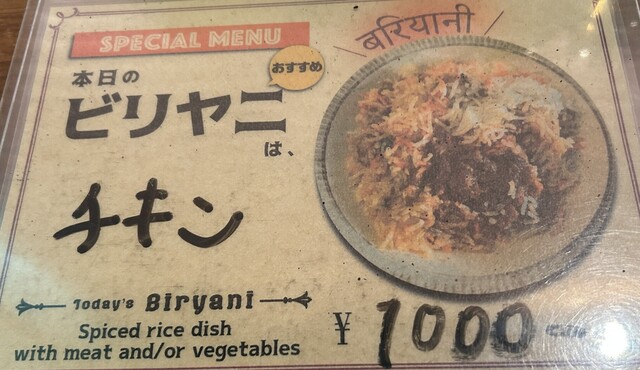 SPECIAL MENU
बरियानी
おすすめ
本日の
ビリヤニ
は、
チキン
Today's Biryani
Spiced rice dish
with meat and/or vegetables
¥ 1000